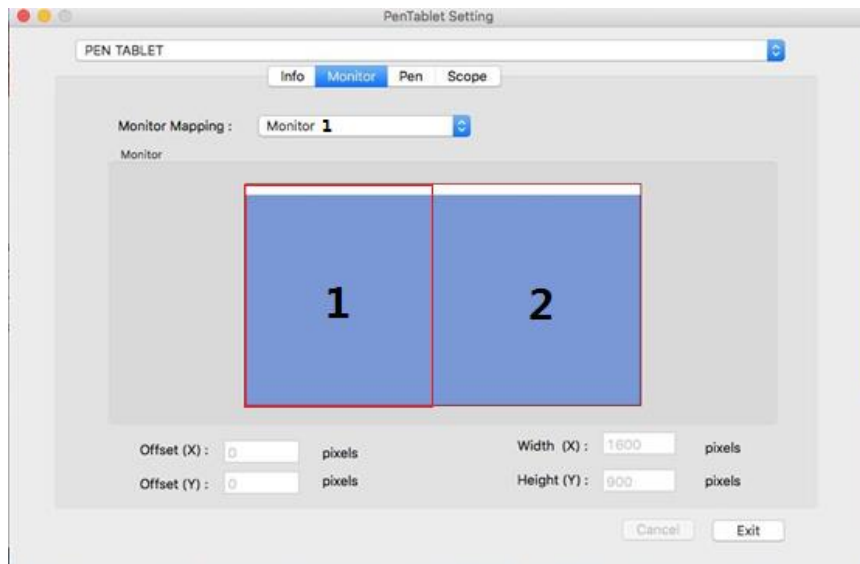 PenTablet Setting
PEN TABLET
Info Monitor Pen Scope
Monitor Mapping : Monitor 1
Monitor
1 2
Offset (X) : 0 pixels Width (X) : 1600 pixels
Offset (Y) : 0 pixels Height (Y) : 900 pixels
Cancel Exit